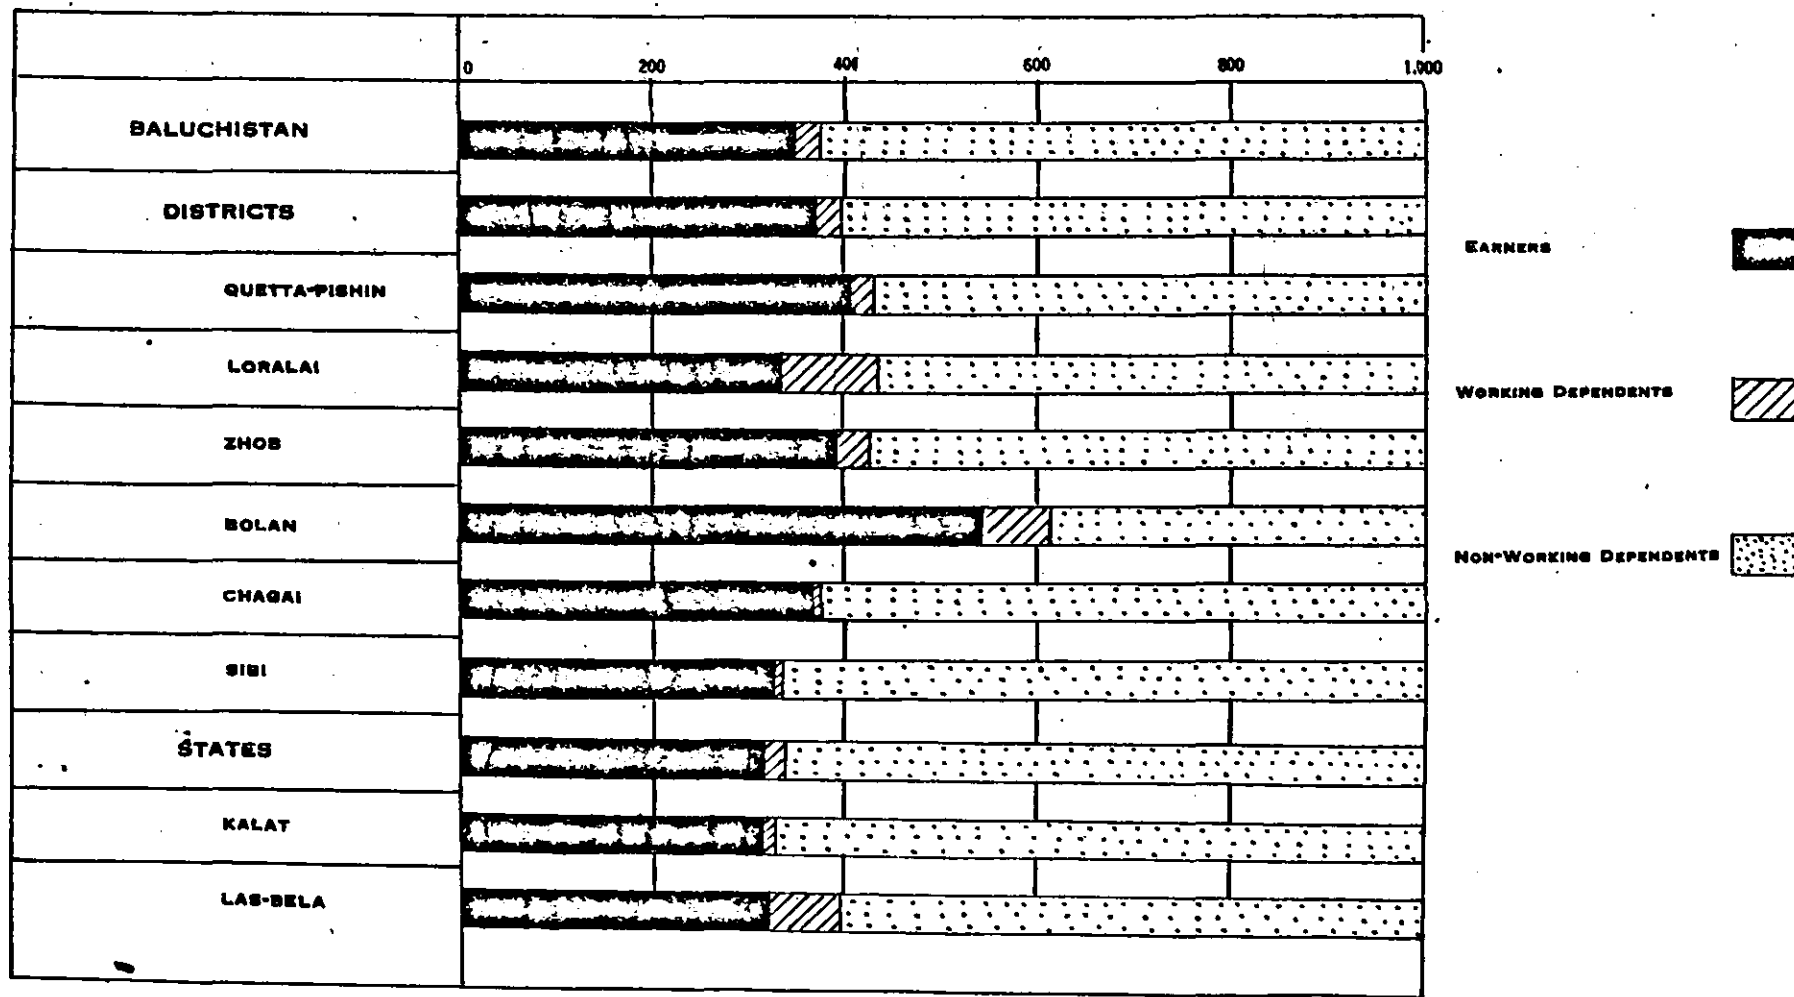 0 200 400 600 800 1.000
BALUCHISTAN
DISTRICTS
QUETTA-PISHIN
LORALAI
ZHOB
BOLAN
CHAGAI
SIBI
STATES
KALAT
LAS-BELA
EARNERS
WORKING DEPENDENTS
NON-WORKING DEPENDENTS